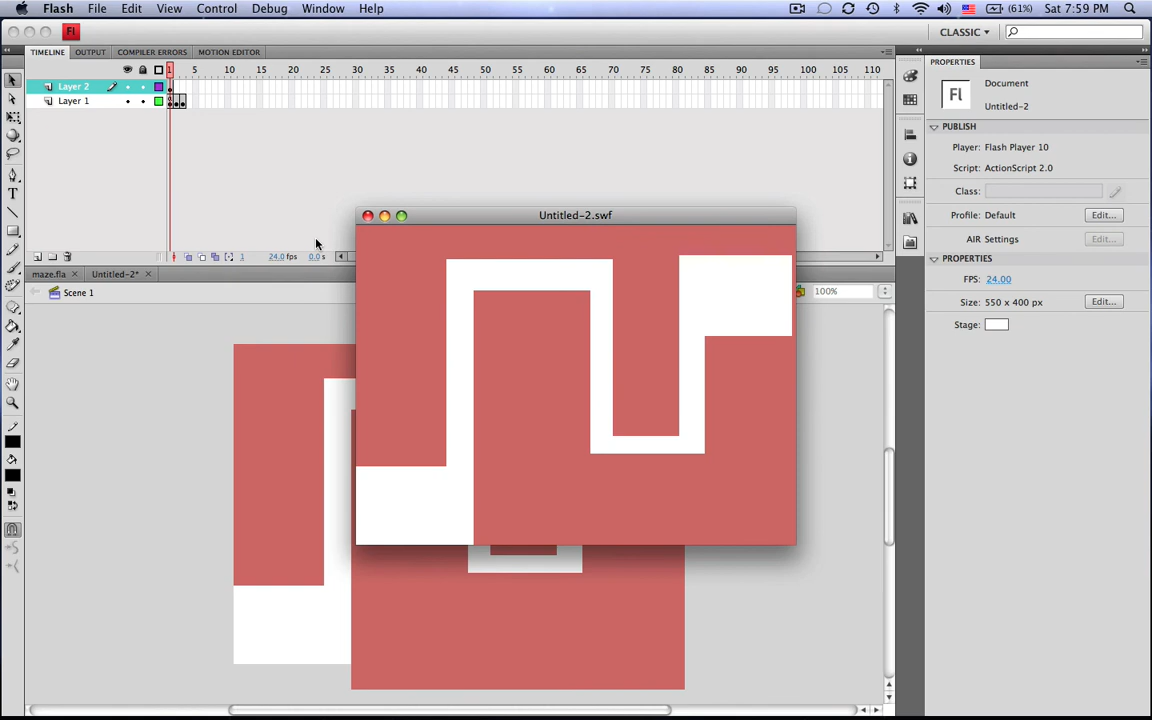 Flash File Edit View Control Debug Window Help (61%) Sat 7:59 PM
Fl CLASSIC
TIMELINE OUTPUT COMPILER ERRORS MOTION EDITOR
1 5 10 15 20 25 30 35 40 45 50 55 60 65 70 75 80 85 90 95 100 105 110
Layer 2
Layer 1
1 24.0 fps 0.0 s
maze.fla Untitled-2*
Scene 1
100%
Untitled-2.swf
PROPERTIES
Fl
Document
Untitled-2
PUBLISH
Player: Flash Player 10
Script: ActionScript 2.0
Class:
Profile: Default Edit...
AIR Settings Edit...
PROPERTIES
FPS: 24.00
Size: 550 x 400 px Edit...
Stage: